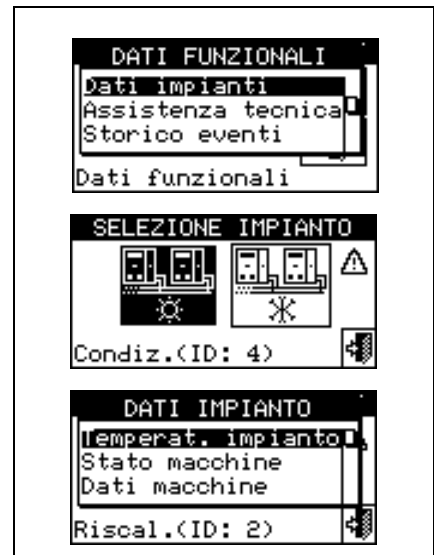 DATI FUNZIONALI
Dati impianti
Assistenza tecnica
Storico eventi
Dati funzionali
SELEZIONE IMPIANTO
Condiz.(ID: 4)
DATI IMPIANTO
Temperat. impianto
Stato macchine
Dati macchine
Riscal.(ID: 2)